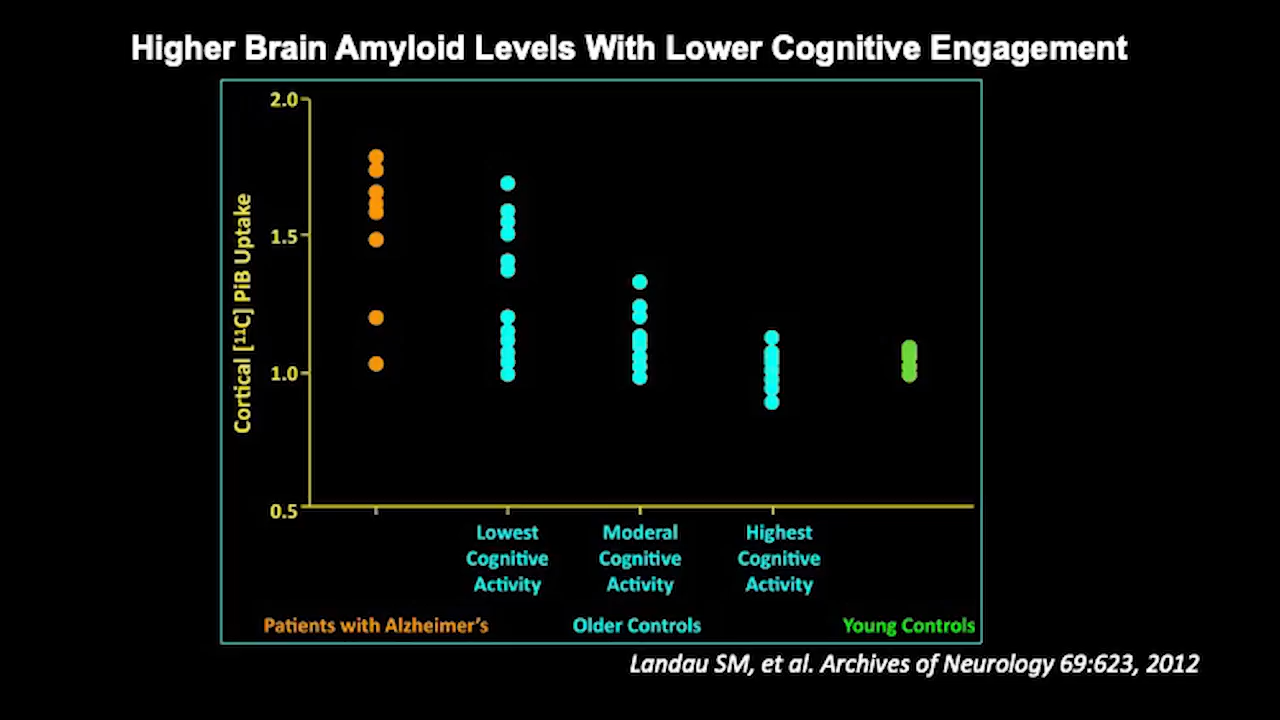 Higher Brain Amyloid Levels With Lower Cognitive Engagement
2.0
1.5
1.0
0.5
Cortical [¹¹C] PiB Uptake
Lowest
Cognitive
Activity
Moderal
Cognitive
Activity
Highest
Cognitive
Activity
Patients with Alzheimer's
Older Controls
Young Controls
Landau SM, et al. Archives of Neurology 69:623, 2012